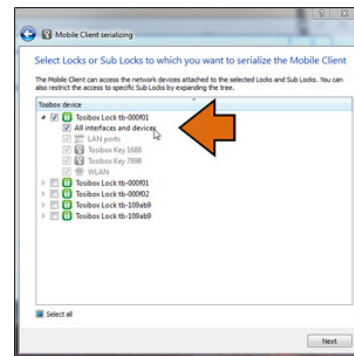 Mobile Client serializing
Select Locks or Sub Locks to which you want to serialize the Mobile Client
The Mobile Client can access the network devices attached to the selected Locks and Sub Locks. You can
also restrict the access to specific Sub Locks by expanding the tree.
Tosibox device
Tosibox Lock tb-000f01
All interfaces and devices
LAN ports
Tosibox Key 1688
Tosibox Key 7898
WLAN
Tosibox Lock tb-000f01
Tosibox Lock tb-000f02
Tosibox Lock tb-109ab9
Tosibox Lock tb-109ab9
Select all
Next